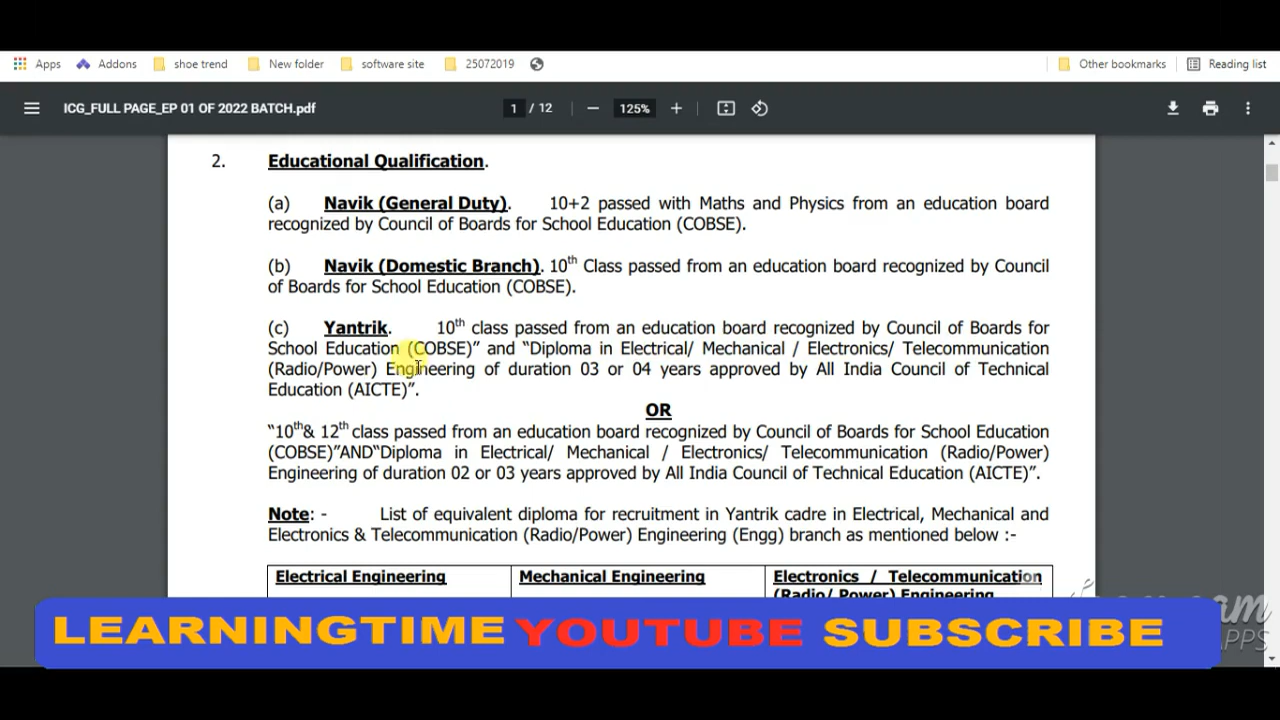 Apps Addons shoe trend New folder software site 25072019 Other bookmarks Reading list
ICG_FULL PAGE_EP 01 OF 2022 BATCH.pdf 1 / 12 125%
2. Educational Qualification.
(a) Navik (General Duty). 10+2 passed with Maths and Physics from an education board
recognized by Council of Boards for School Education (COBSE).
(b) Navik (Domestic Branch). 10th Class passed from an education board recognized by Council
of Boards for School Education (COBSE).
(c) Yantrik. 10th class passed from an education board recognized by Council of Boards for
School Education (COBSE)” and “Diploma in Electrical/ Mechanical / Electronics/ Telecommunication
(Radio/Power) Engineering of duration 03 or 04 years approved by All India Council of Technical
Education (AICTE)”.
OR
“10th& 12th class passed from an education board recognized by Council of Boards for School Education
(COBSE)”AND“Diploma in Electrical/ Mechanical / Electronics/ Telecommunication (Radio/Power)
Engineering of duration 02 or 03 years approved by All India Council of Technical Education (AICTE)”.
Note: - List of equivalent diploma for recruitment in Yantrik cadre in Electrical, Mechanical and
Electronics & Telecommunication (Radio/Power) Engineering (Engg) branch as mentioned below :-
Electrical Engineering Mechanical Engineering Electronics / Telecommunication
(Radio/ Power) Engineering
LEARNINGTIME YOUTUBE SUBSCRIBE